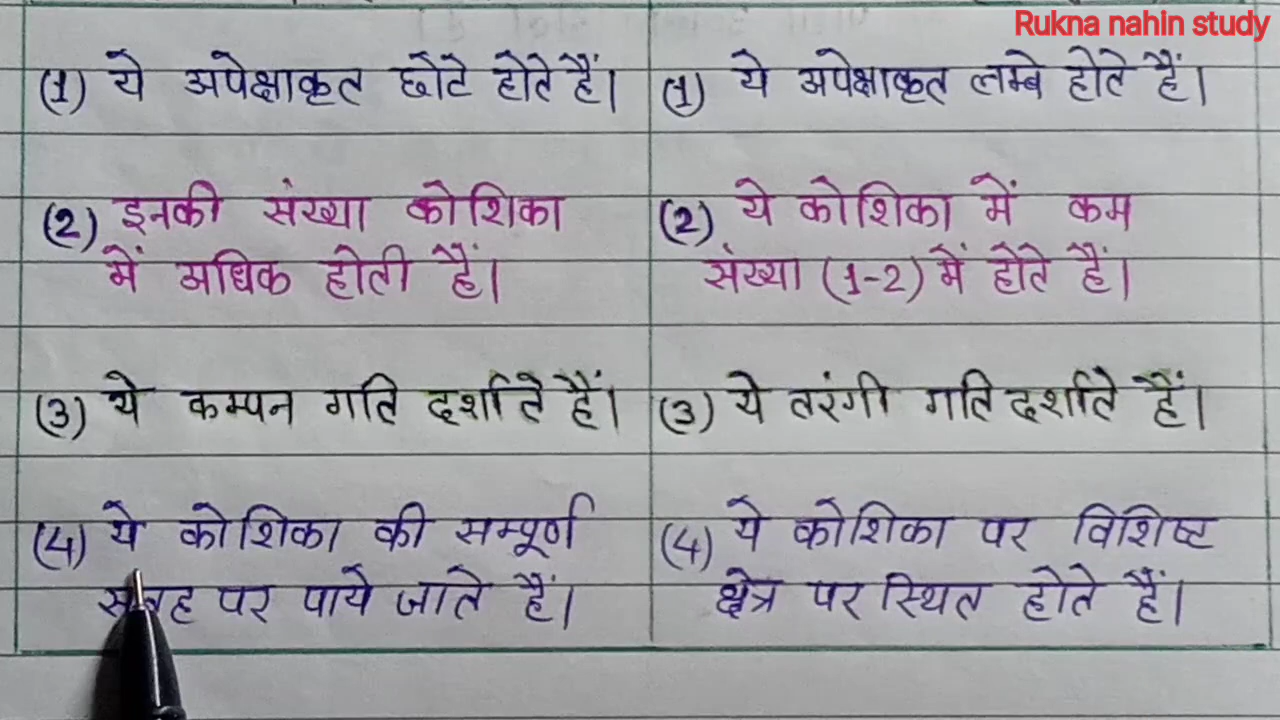 Rukna nahin study
(1) ये अपेक्षाकृत छोटे होते हैं।
(2) इनकी संख्या कोशिका
में अधिक होती हैं।
(3) ये कम्पन गति दर्शाते हैं।
(4) ये कोशिका की सम्पूर्ण
सतह पर पाये जाते हैं।
(1) ये अपेक्षाकृत लम्बे होते हैं।
(2) ये कोशिका में कम
संख्या (1-2) में होते हैं।
(3) ये तरंगी गति दर्शाते हैं।
(4) ये कोशिका पर विशिष्ट
क्षेत्र पर स्थित होते हैं।